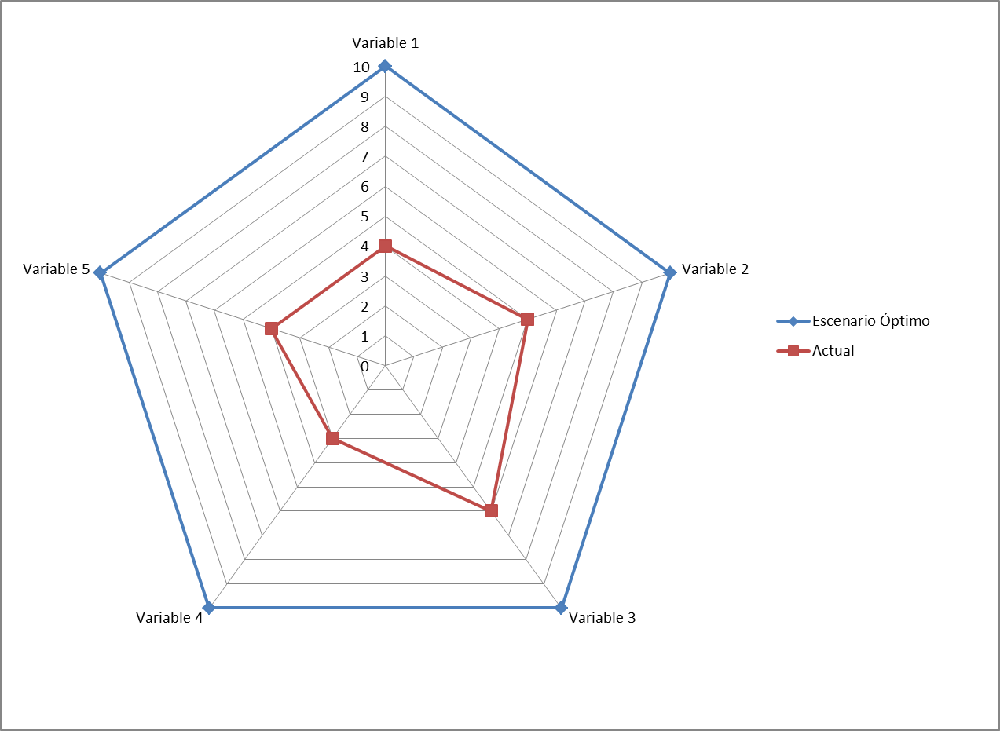 Variable 1
10
9
8
7
6
5
4
3
2
1
0
Variable 5
Variable 2
Escenario Óptimo
Actual
Variable 4
Variable 3